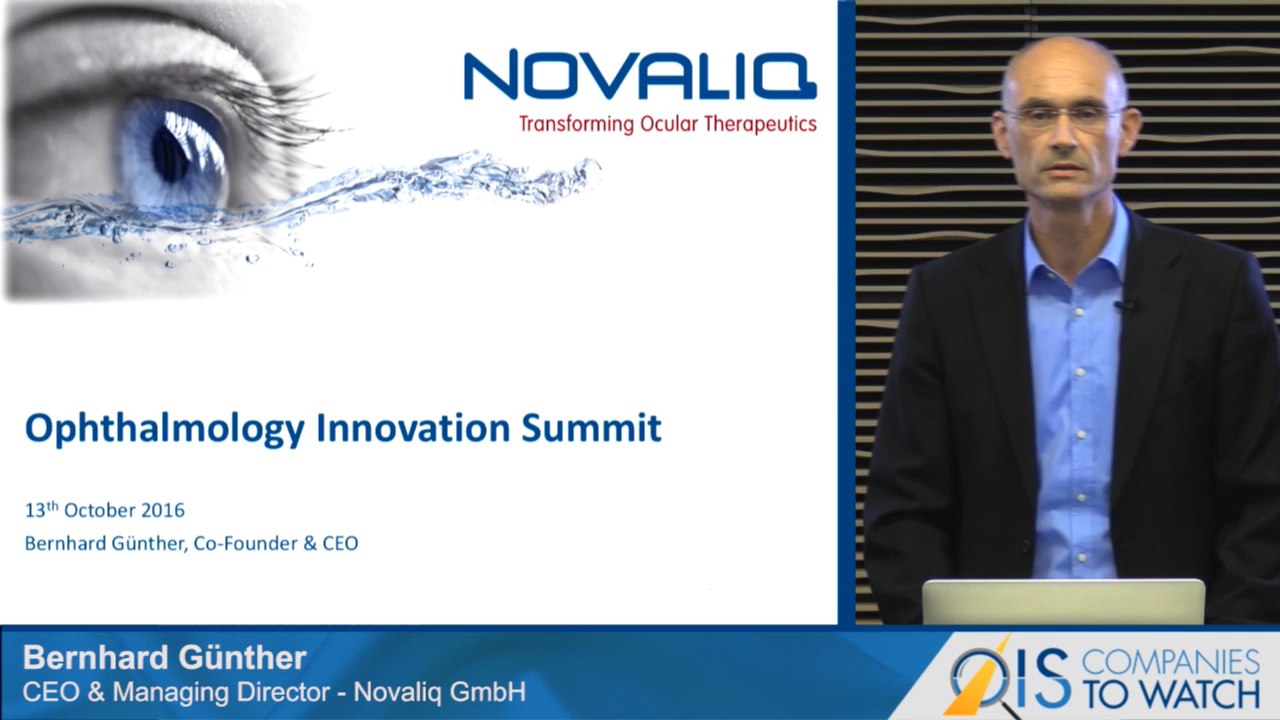 NOVALIQ
Transforming Ocular Therapeutics
Ophthalmology Innovation Summit
13th October 2016
Bernhard Günther, Co-Founder & CEO
Bernhard Günther
CEO & Managing Director - Novaliq GmbH
OIS COMPANIES
TO WATCH